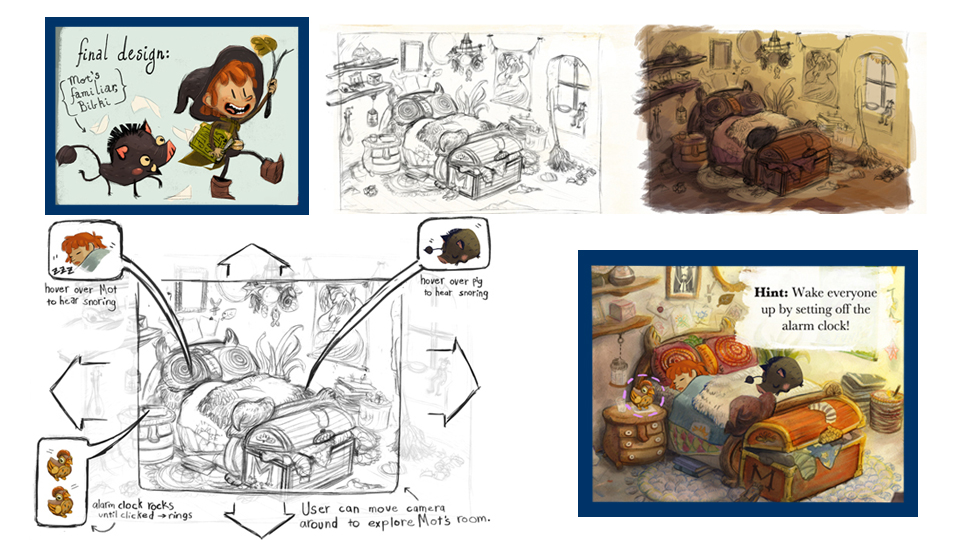 final design:
Mot's
familiar,
Bibki
zzz
hover over Mot
to hear snoring
hover over pig
to hear snoring
Hint: Wake everyone
up by setting off the
alarm clock!
M
alarm clock rocks
until clicked → rings
User can move camera
around to explore Mot's room.